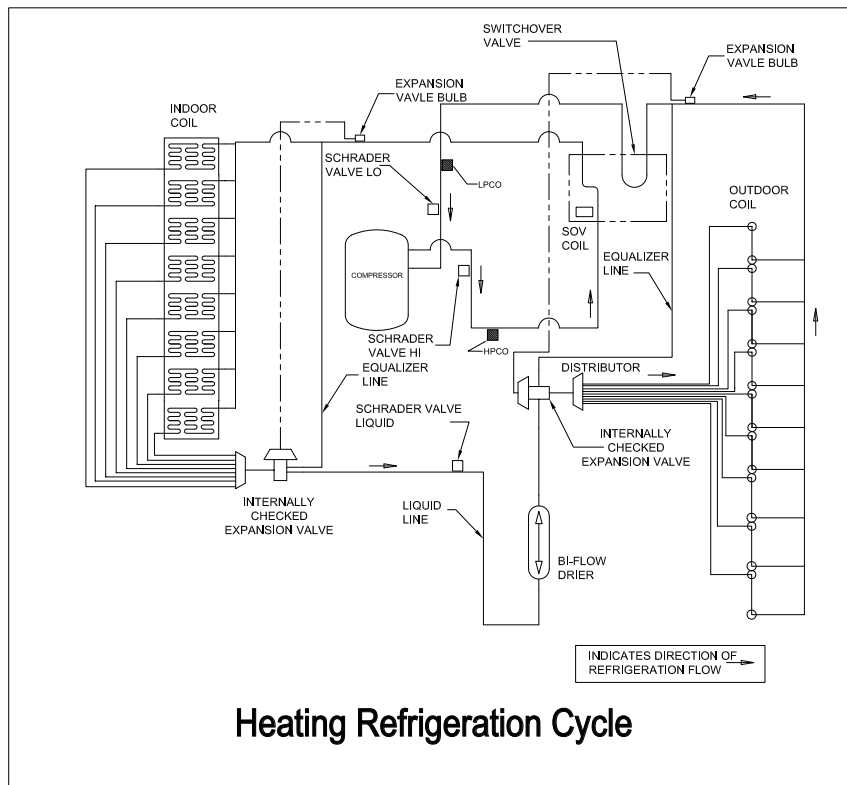 SWITCHOVER
VALVE
EXPANSION
VAVLE BULB
EXPANSION
VAVLE BULB
INDOOR
COIL
SCHRADER
VALVE LO
LPCO
OUTDOOR
COIL
SOV
COIL
EQUALIZER
LINE
COMPRESSOR
SCHRADER
VALVE HI
HPCO
EQUALIZER
LINE
DISTRIBUTOR
SCHRADER VALVE
LIQUID
INTERNALLY
CHECKED
EXPANSION VALVE
INTERNALLY
CHECKED
EXPANSION VALVE
LIQUID
LINE
BI-FLOW
DRIER
INDICATES DIRECTION OF
REFRIGERATION FLOW
Heating Refrigeration Cycle